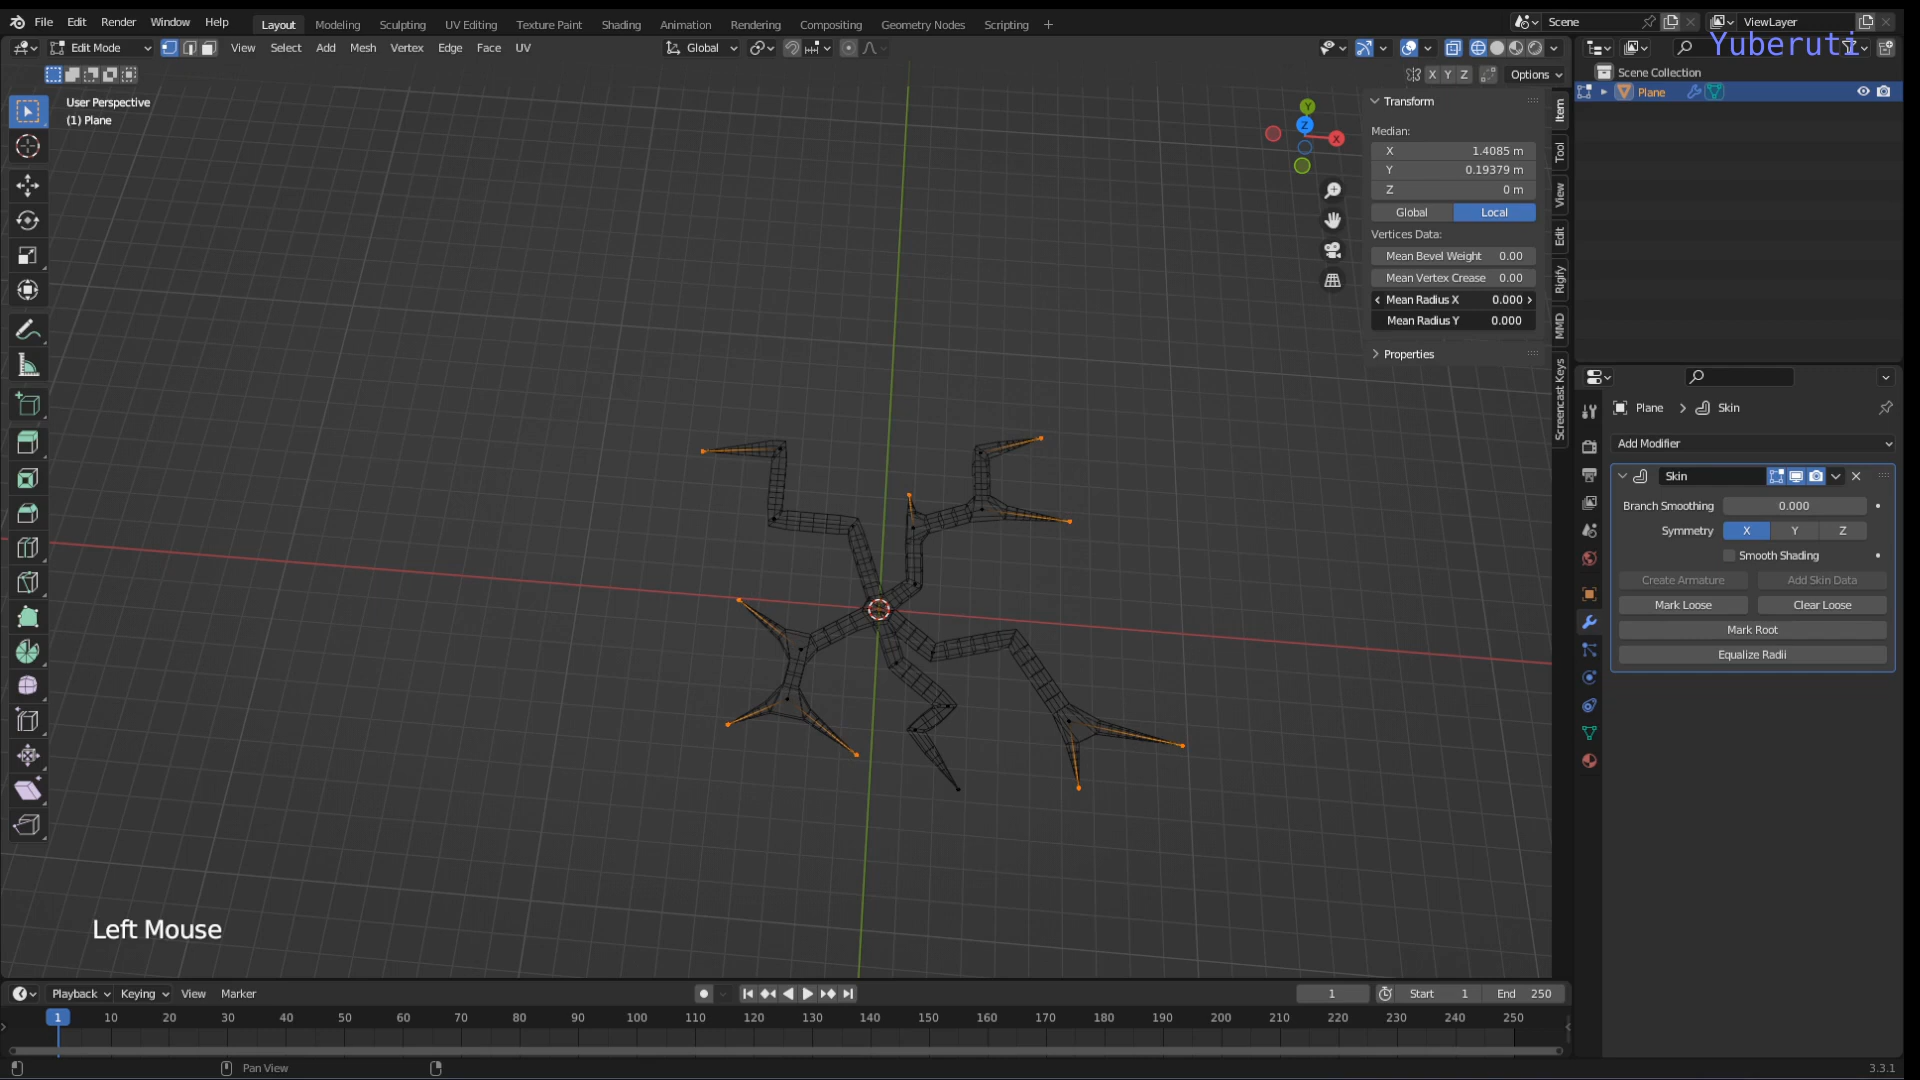 File Edit Render Window Help Layout Modeling Sculpting UV Editing Texture Paint Shading Animation Rendering Compositing Geometry Nodes Scripting + Scene ViewLayer
Edit Mode View Select Add Mesh Vertex Edge Face UV Global Yuberuti
X Y Z Options Scene Collection
Plane
User Perspective
(1) Plane
Transform
Median:
X 1.4085 m
Y 0.19379 m
Z 0 m
Global Local
Vertices Data:
Mean Bevel Weight 0.00
Mean Vertex Crease 0.00
Mean Radius X 0.000
Mean Radius Y 0.000
Properties
Item
Tool
View
Edit
Rigify
MMD
Screencast Keys
Y
Z
X
Plane Skin
Add Modifier
Skin
Branch Smoothing 0.000
Symmetry X Y Z
Smooth Shading
Create Armature Add Skin Data
Mark Loose Clear Loose
Mark Root
Equalize Radii
Left Mouse
Playback Keying View Marker 1 Start 1 End 250
1 10 20 30 40 50 60 70 80 90 100 110 120 130 140 150 160 170 180 190 200 210 220 230 240 250
Pan View 3.3.1